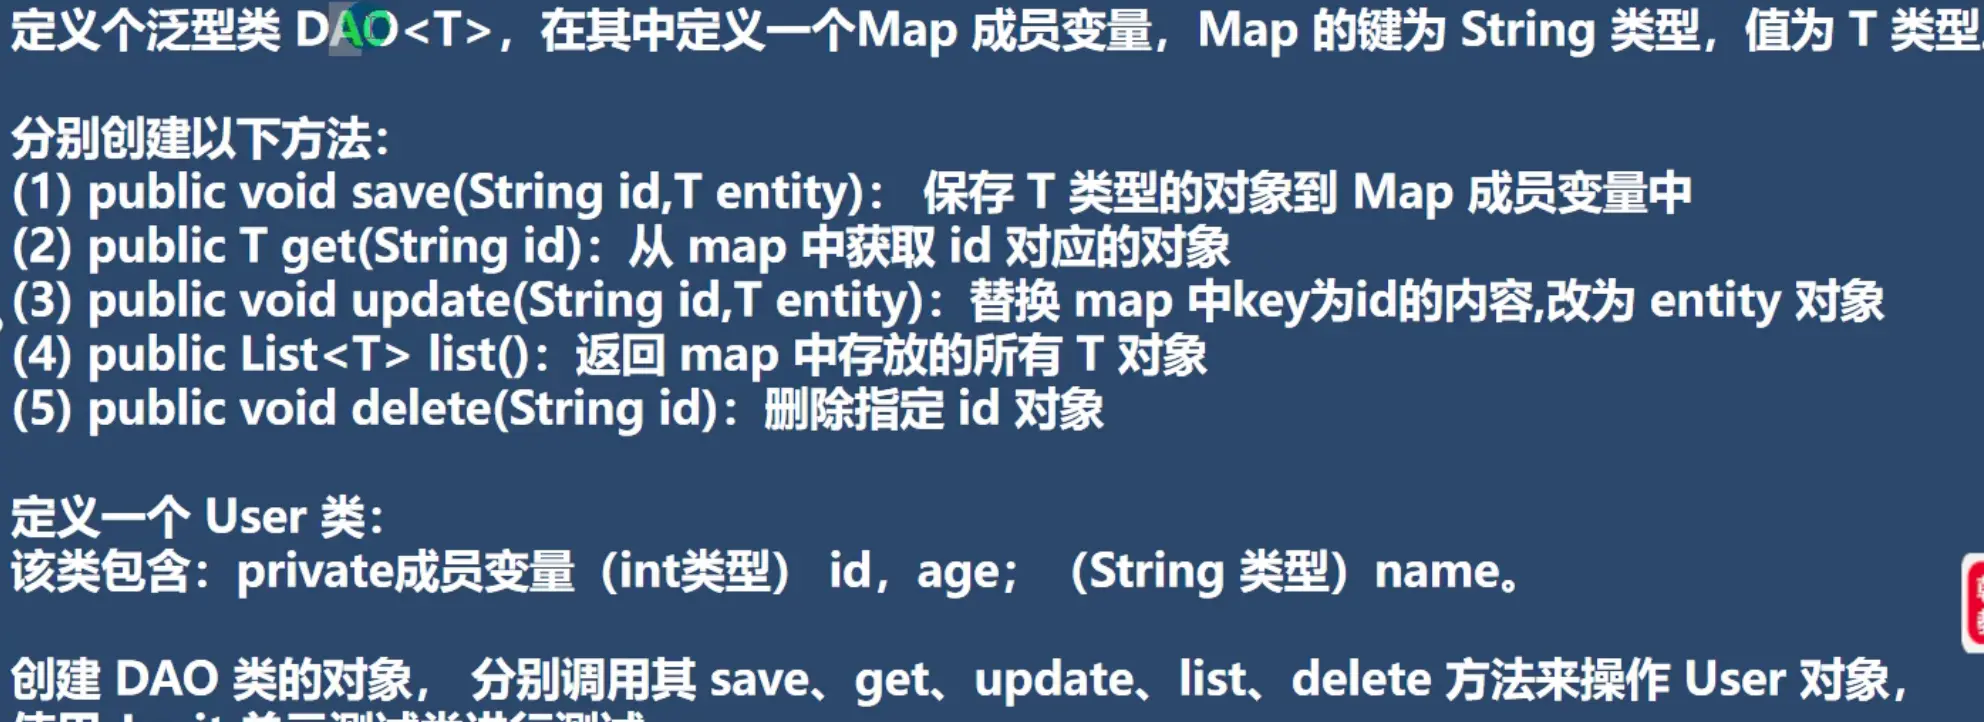 定义个泛型类 DAO<T>，在其中定义一个Map 成员变量，Map 的键为 String 类型，值为 T 类型
分别创建以下方法：
(1) public void save(String id,T entity)： 保存 T 类型的对象到 Map 成员变量中
(2) public T get(String id)：从 map 中获取 id 对应的对象
(3) public void update(String id,T entity)：替换 map 中key为id的内容,改为 entity 对象
(4) public List<T> list()：返回 map 中存放的所有 T 对象
(5) public void delete(String id)：删除指定 id 对象
定义一个 User 类：
该类包含：private成员变量（int类型） id，age；（String 类型）name。
创建 DAO 类的对象， 分别调用其 save、get、update、list、delete 方法来操作 User 对象，